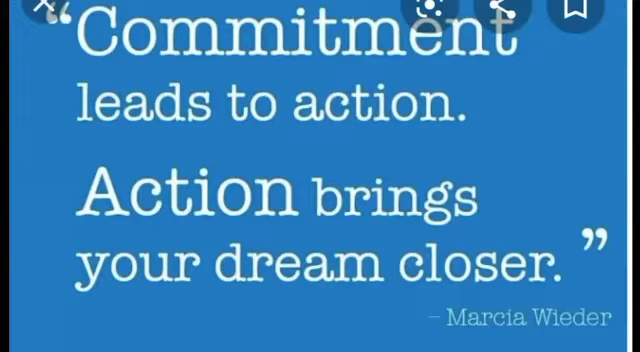 “Commitment
leads to action.
Action brings
your dream closer.”
– Marcia Wieder